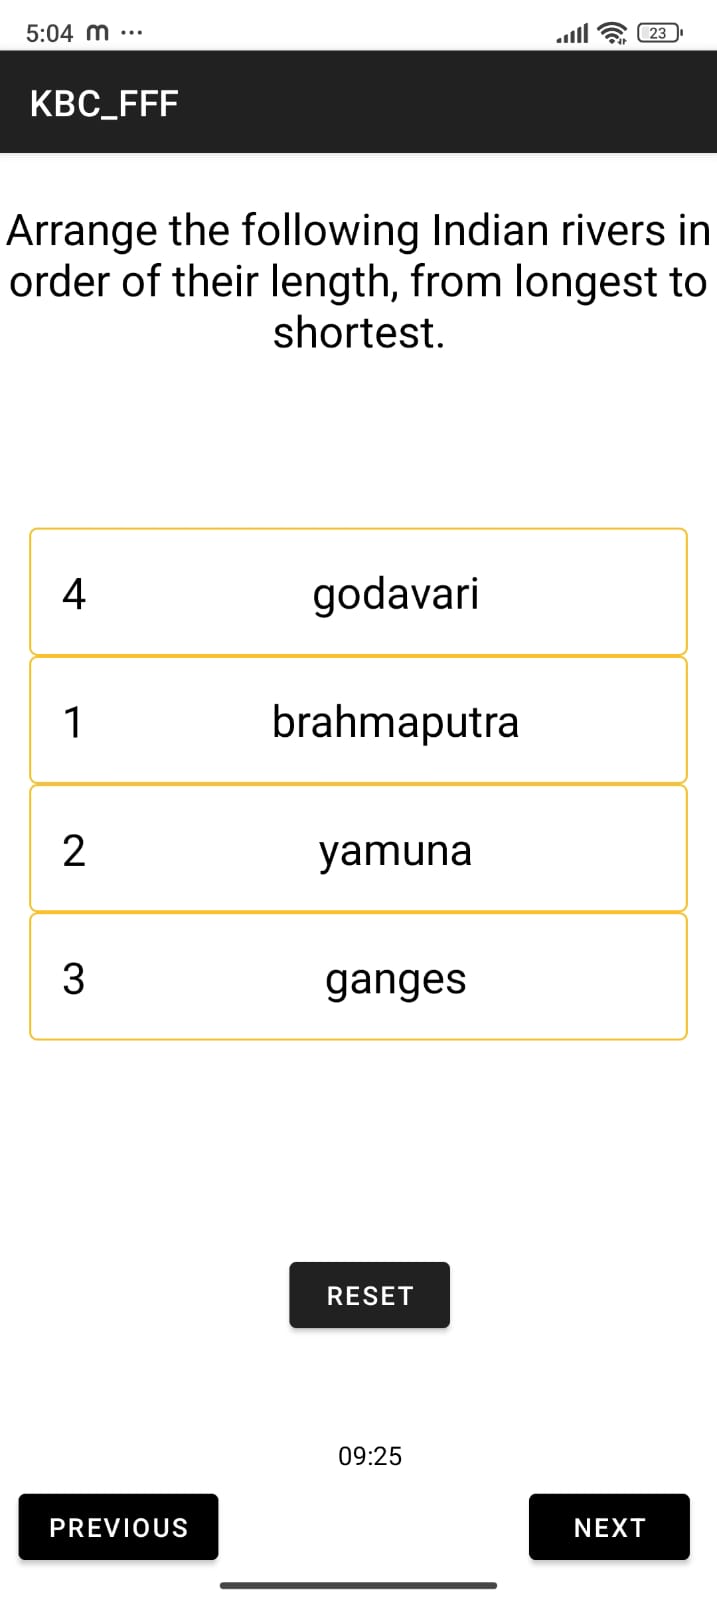 5:04 m ...
23
KBC_FFF
Arrange the following Indian rivers in
order of their length, from longest to
shortest.
4 godavari
1 brahmaputra
2 yamuna
3 ganges
RESET
09:25
PREVIOUS NEXT